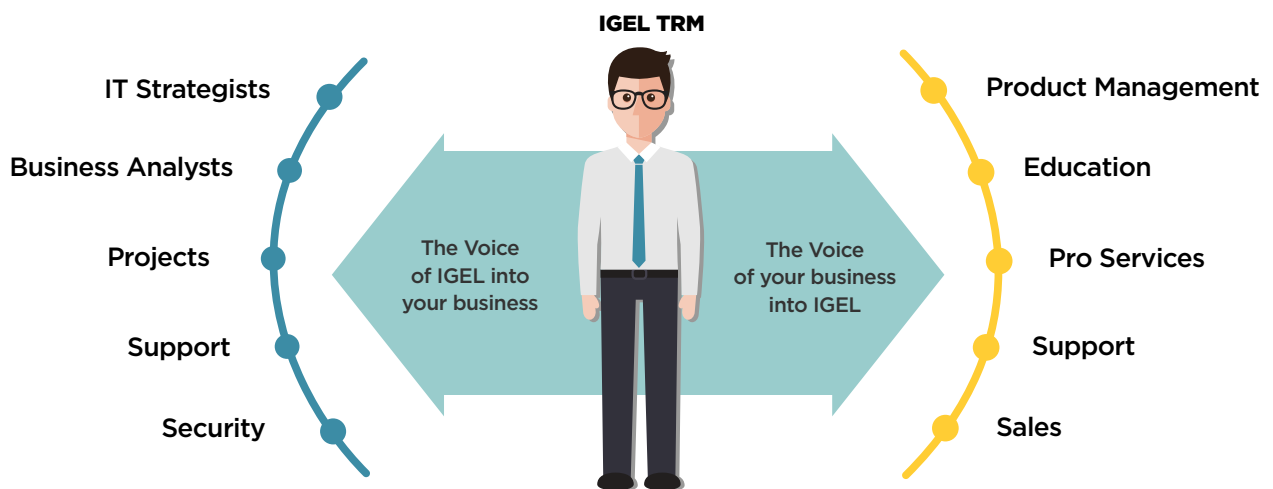 IGEL TRM
IT Strategists
Business Analysts
Projects
Support
Security
The Voice
of IGEL into
your business
The Voice
of your business
into IGEL
Product Management
Education
Pro Services
Support
Sales